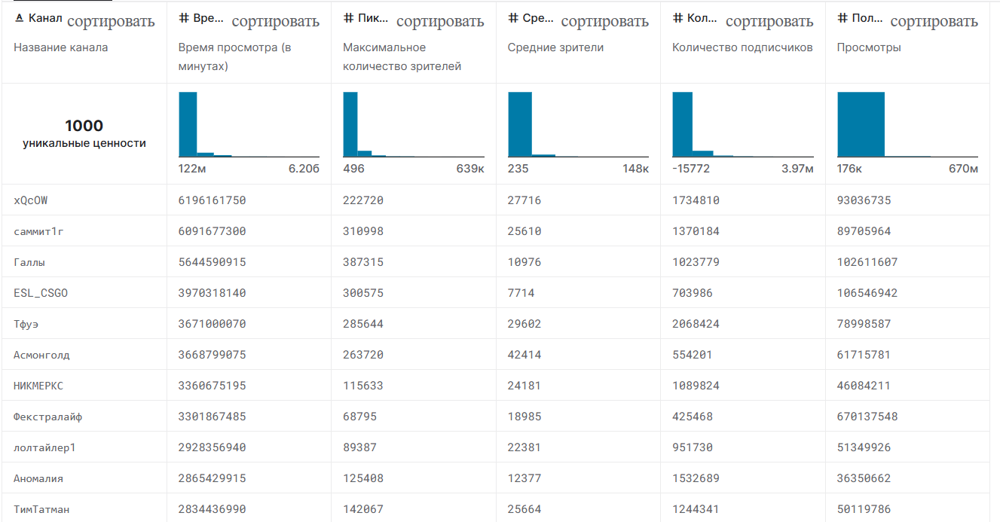 Канал сортировать # Вре... сортировать # Пик... сортировать # Сре... сортировать # Кол... сортировать # Пол... сортировать
Название канала Время просмотра (в Максимальное Средние зрители Количество подписчиков Просмотры
минутах) количество зрителей
1000
уникальные ценности
122м 6.20б 496 639к 235 148к -15772 3.97м 176к 670м
xQcOW 6196161750 222720 27716 1734810 93036735
саммит1г 6091677300 310998 25610 1370184 89705964
Галлы 5644590915 387315 10976 1023779 102611607
ESL_CSGO 3970318140 300575 7714 703986 106546942
Тфуэ 3671000070 285644 29602 2068424 78998587
Асмонголд 3668799075 263720 42414 554201 61715781
НИКМЕРКС 3360675195 115633 24181 1089824 46084211
Фекстралайф 3301867485 68795 18985 425468 670137548
лолтайлер1 2928356940 89387 22381 951730 51349926
Аномалия 2865429915 125408 12377 1532689 36350662
ТимТатман 2834436990 142067 25664 1244341 50119786